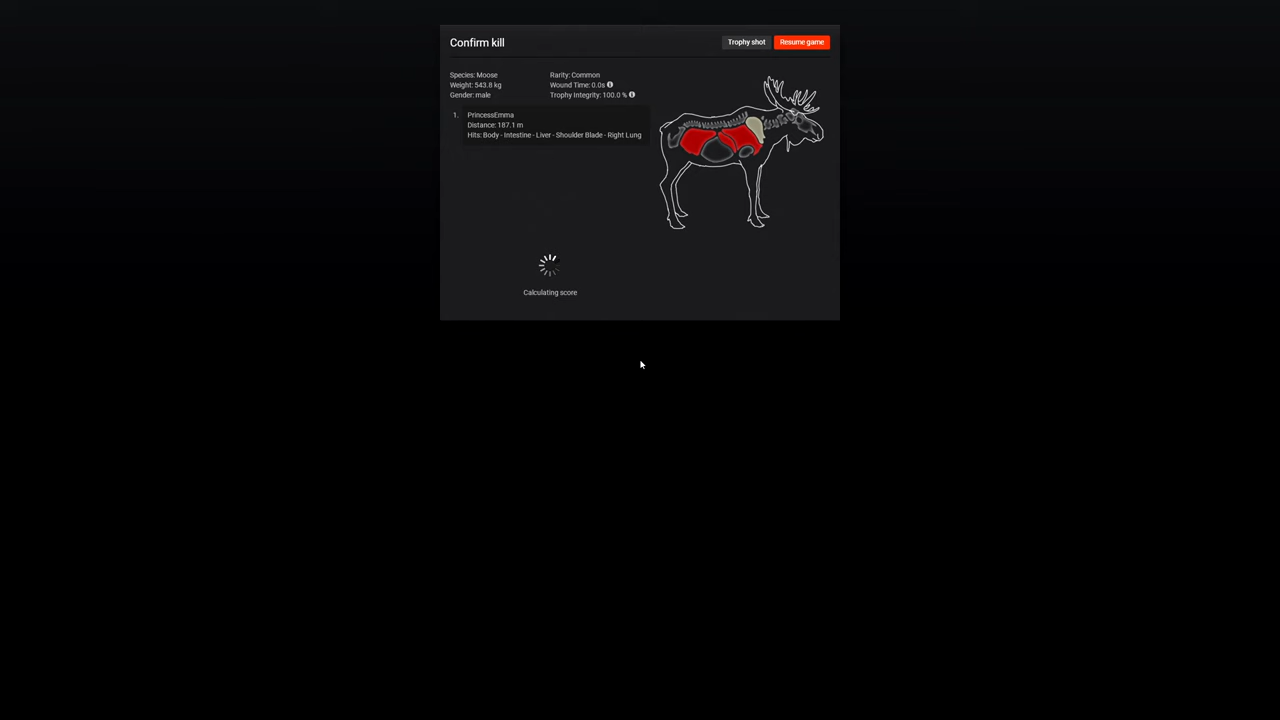 Confirm kill
Trophy shot
Resume game
Species: Moose
Rarity: Common
Weight: 543.8 kg
Wound Time: 0.0s
Gender: male
Trophy Integrity: 100.0 %
1. PrincessEmma
Distance: 187.1 m
Hits: Body - Intestine - Liver - Shoulder Blade - Right Lung
Calculating score